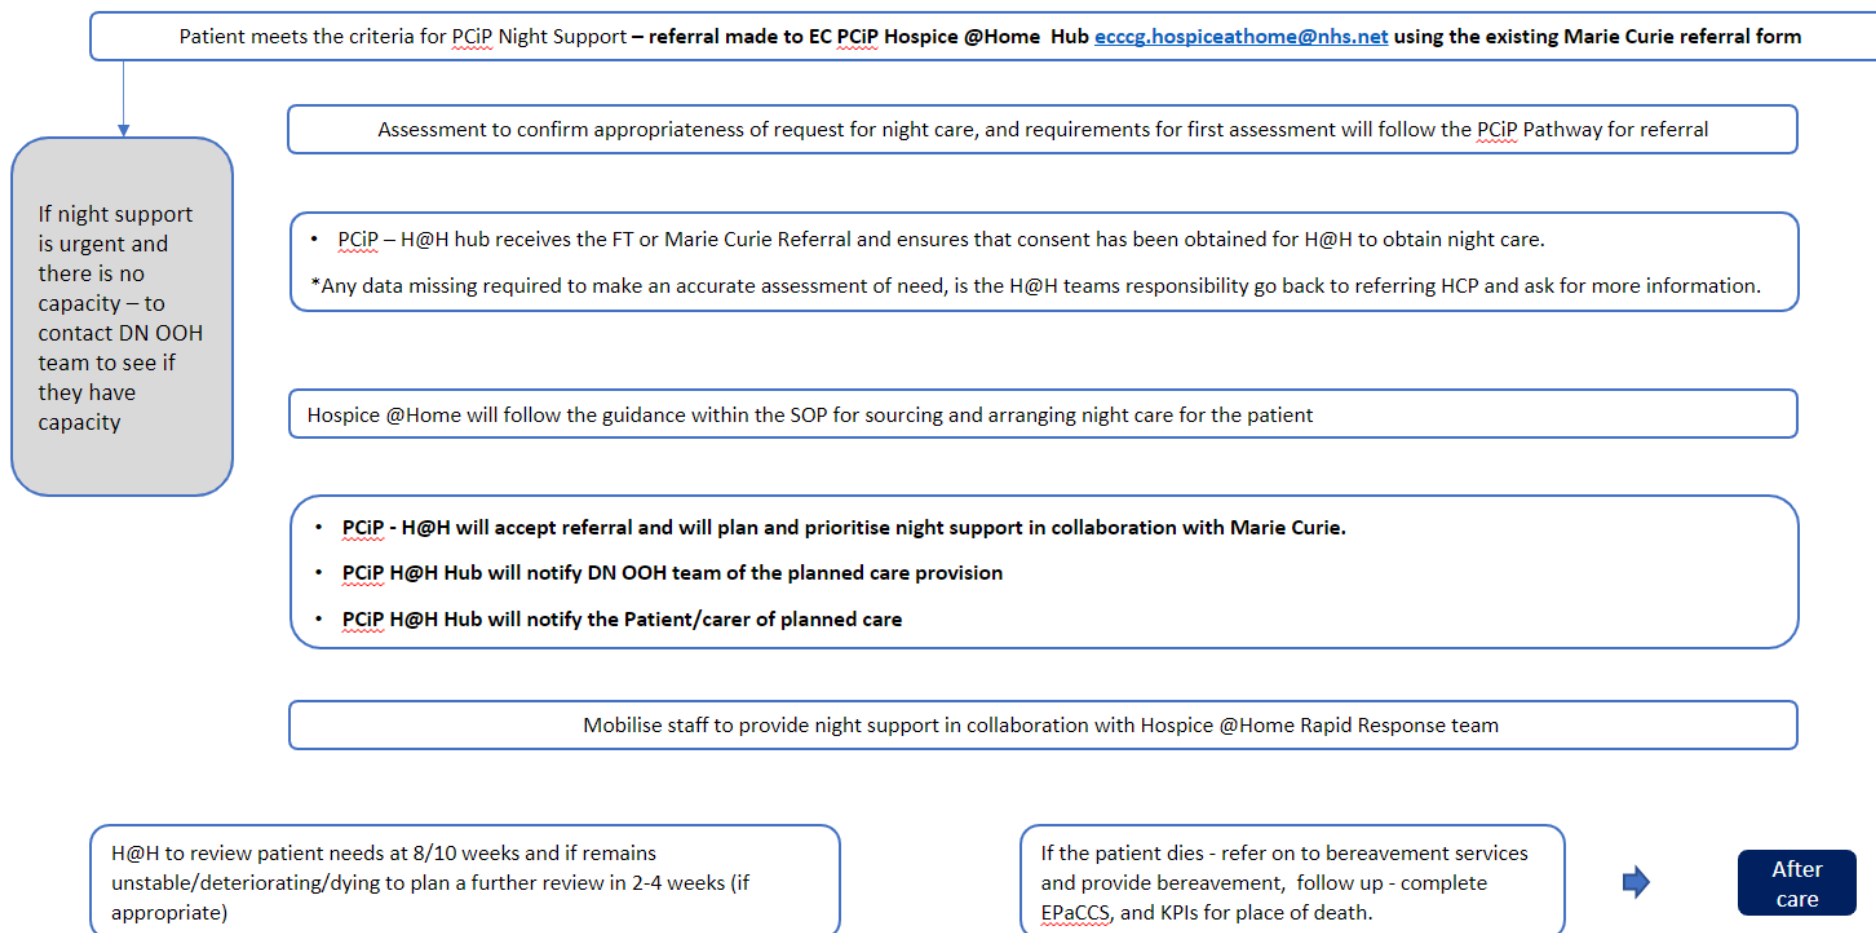 Patient meets the criteria for PCiP Night Support – referral made to EC PCiP Hospice @Home  Hub ecccg.hospiceathome@nhs.net using the existing Marie Curie referral form
If night support
is urgent and
there is no
capacity – to
contact DN OOH
team to see if
they have
capacity
Assessment to confirm appropriateness of request for night care, and requirements for first assessment will follow the PCiP Pathway for referral
• PCiP – H@H hub receives the FT or Marie Curie Referral and ensures that consent has been obtained for H@H to obtain night care.
*Any data missing required to make an accurate assessment of need, is the H@H teams responsibility go back to referring HCP and ask for more information.
Hospice @Home will follow the guidance within the SOP for sourcing and arranging night care for the patient
• PCiP - H@H will accept referral and will plan and prioritise night support in collaboration with Marie Curie.
• PCiP H@H Hub will notify DN OOH team of the planned care provision
• PCiP H@H Hub will notify the Patient/carer of planned care
Mobilise staff to provide night support in collaboration with Hospice @Home Rapid Response team
H@H to review patient needs at 8/10 weeks and if remains
unstable/deteriorating/dying to plan a further review in 2-4 weeks (if
appropriate)
If the patient dies - refer on to bereavement services
and provide bereavement,  follow up - complete
EPaCCS, and KPIs for place of death.
After
care